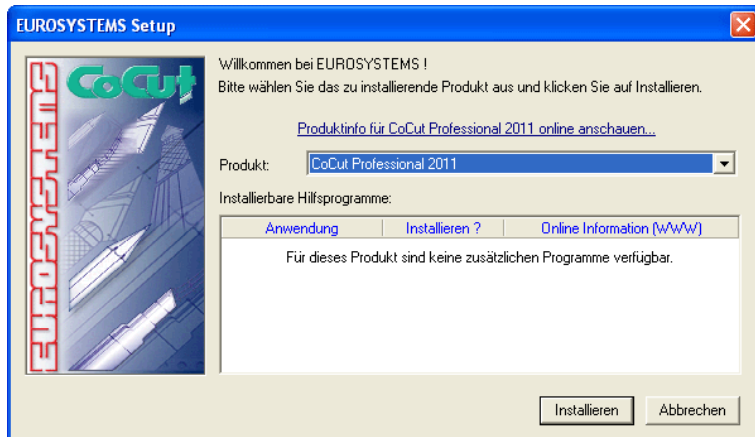 EUROSYSTEMS Setup
EUROSYSTEMS
CoCut
Willkommen bei EUROSYSTEMS !
Bitte wählen Sie das zu installierende Produkt aus und klicken Sie auf Installieren.
Produktinfo für CoCut Professional 2011 online anschauen...
Produkt: CoCut Professional 2011
Installierbare Hilfsprogramme:
Anwendung Installieren ? Online Information (WWW)
Für dieses Produkt sind keine zusätzlichen Programme verfügbar.
Installieren Abbrechen